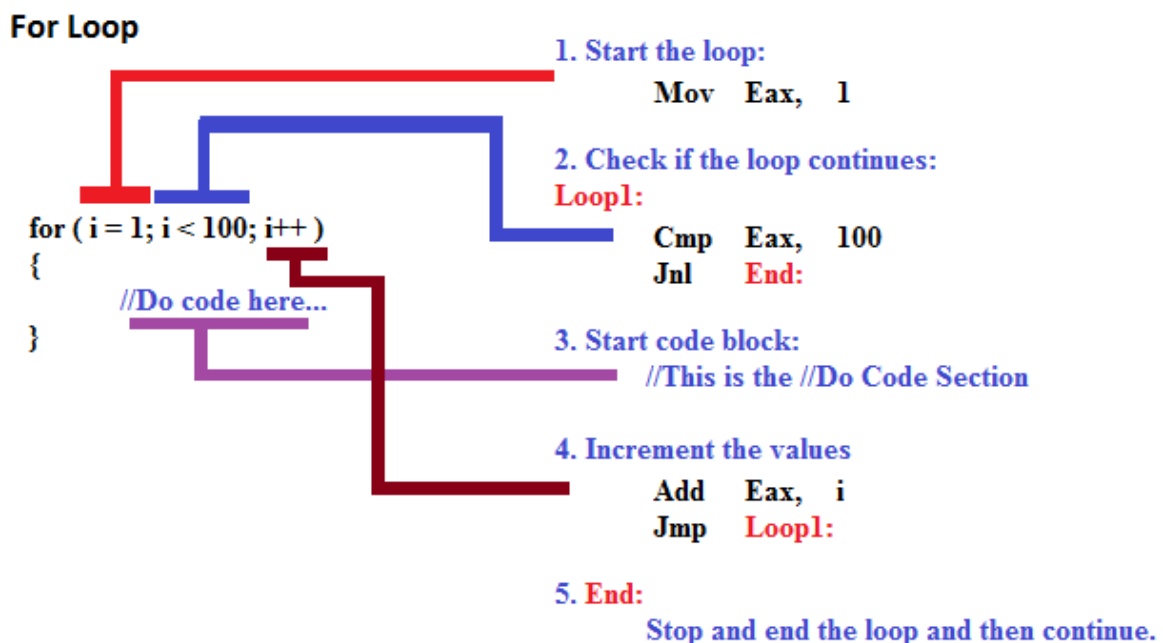 For Loop
for ( i = 1; i < 100; i++ )
{
//Do code here...
}
1. Start the loop:
Mov Eax, 1
2. Check if the loop continues:
Loop1:
Cmp Eax, 100
Jnl End:
3. Start code block:
//This is the //Do Code Section
4. Increment the values
Add Eax, i
Jmp Loop1:
5. End:
Stop and end the loop and then continue.